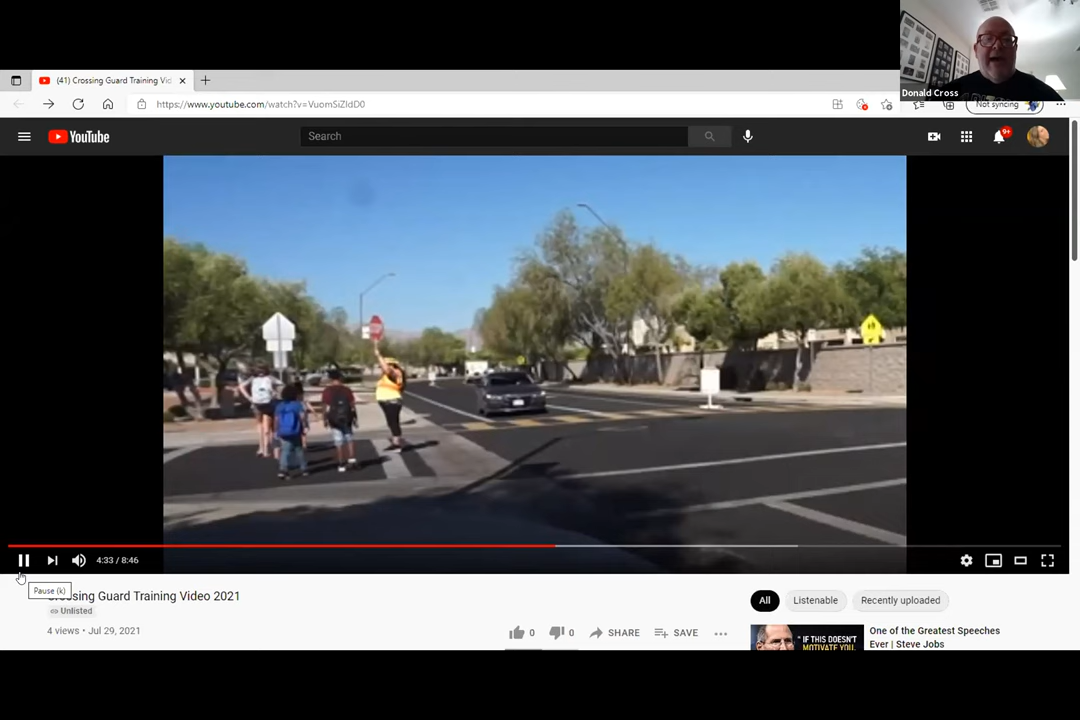 Donald Cross
(41) Crossing Guard Training Vid
https://www.youtube.com/watch?v=VuomSiZldD0
Not syncing
YouTube
Search
9+
4:33 / 8:46
Pause (k)
Crossing Guard Training Video 2021
Unlisted
4 views • Jul 29, 2021
0
0
SHARE
SAVE
All
Listenable
Recently uploaded
"IF THIS DOESN'T
MOTIVATE YOU,
One of the Greatest Speeches
Ever | Steve Jobs